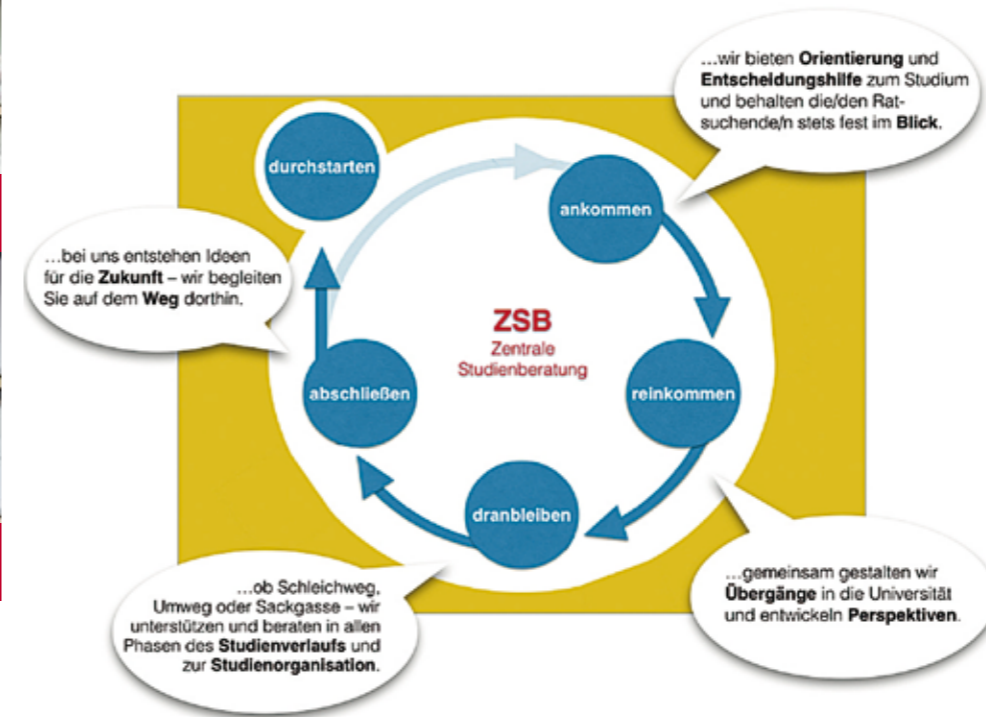 ...wir bieten Orientierung und
Entscheidungshilfe zum Studium
und behalten die/den Rat-
suchende/n stets fest im Blick.
durchstarten
ankommen
...bei uns entstehen Ideen
für die Zukunft – wir begleiten
Sie auf dem Weg dorthin.
ZSB
Zentrale
Studienberatung
abschließen
reinkommen
dranbleiben
...gemeinsam gestalten wir
Übergänge in die Universität
und entwickeln Perspektiven.
...ob Schleichweg,
Umweg oder Sackgasse – wir
unterstützen und beraten in allen
Phasen des Studienverlaufs und
zur Studienorganisation.